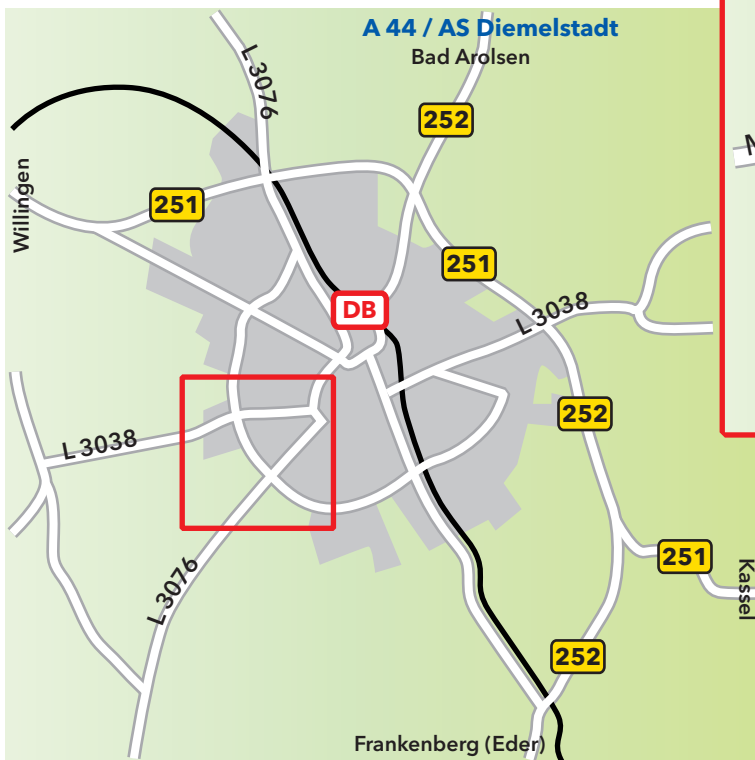 A 44 / AS Diemelstadt
Bad Arolsen
L 3076
252
Willingen
251
251
DB
L 3038
252
L 3038
251
L 3076
Kassel
252
Frankenberg (Eder)